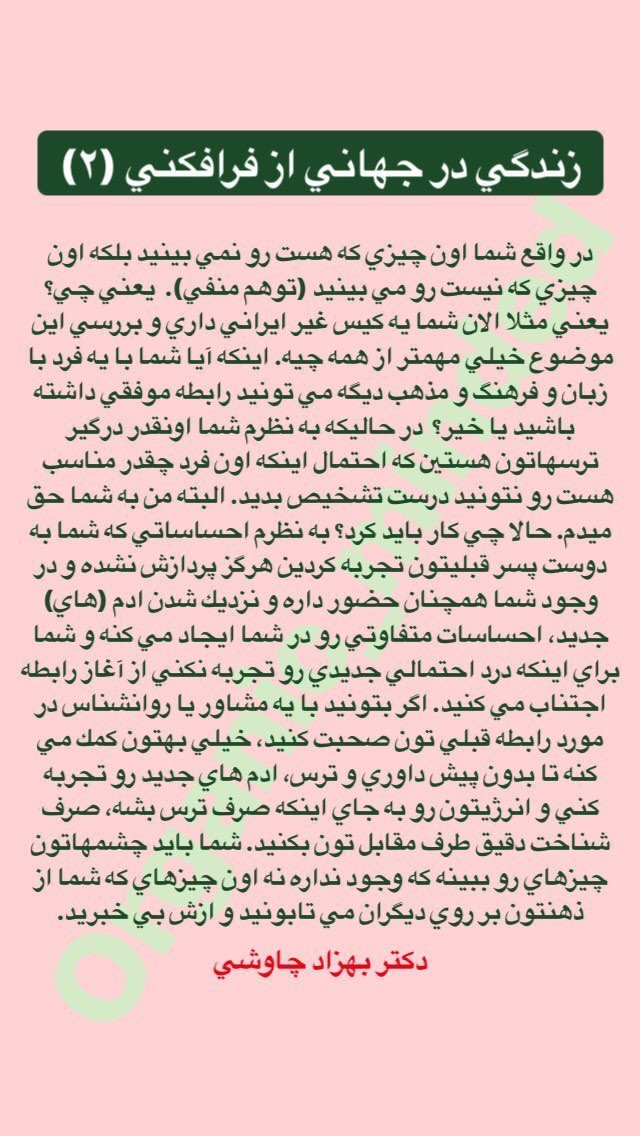 زندگي در جهاني از فرافكني (٢)
در واقع شما اون چيزي كه هست رو نمي بينيد بلكه اون
چيزي كه نيست رو مي بينيد (توهم منفي). يعني چي؟
يعني مثلا الان شما يه كيس غير ايراني داري و بررسي اين
موضوع خيلي مهمتر از همه چيه. اينكه آيا شما با يه فرد با
زبان و فرهنگ و مذهب ديگه مي تونيد رابطه موفقي داشته
باشيد يا خير؟ در حاليكه به نظرم شما اونقدر درگير
ترسهاتون هستين كه احتمال اينكه اون فرد چقدر مناسب
هست رو نتونيد درست تشخيص بديد. البته من به شما حق
ميدم. حالا چي كار بايد كرد؟ به نظرم احساساتي كه شما به
دوست پسر قبليتون تجربه كردين هرگز پردازش نشده و در
وجود شما همچنان حضور داره و نزديك شدن ادم (هاي)
جديد، احساسات متفاوتي رو در شما ايجاد مي كنه و شما
براي اينكه درد احتمالي جديدي رو تجربه نكني از آغاز رابطه
اجتناب مي كنيد. اگر بتونيد با يه مشاور يا روانشناس در
مورد رابطه قبلي تون صحبت كنيد، خيلي بهتون كمك مي
كنه تا بدون پيش داوري و ترس، ادم هاي جديد رو تجربه
كني و انرژيتون رو به جاي اينكه صرف ترس بشه، صرف
شناخت دقيق طرف مقابل تون بكنيد. شما بايد چشمهاتون
چيزهاي رو ببينه كه وجود نداره نه اون چيزهاي كه شما از
ذهنتون بر روي ديگران مي تابونيد و ازش بي خبريد.
دكتر بهزاد چاوشي
Organic_minded